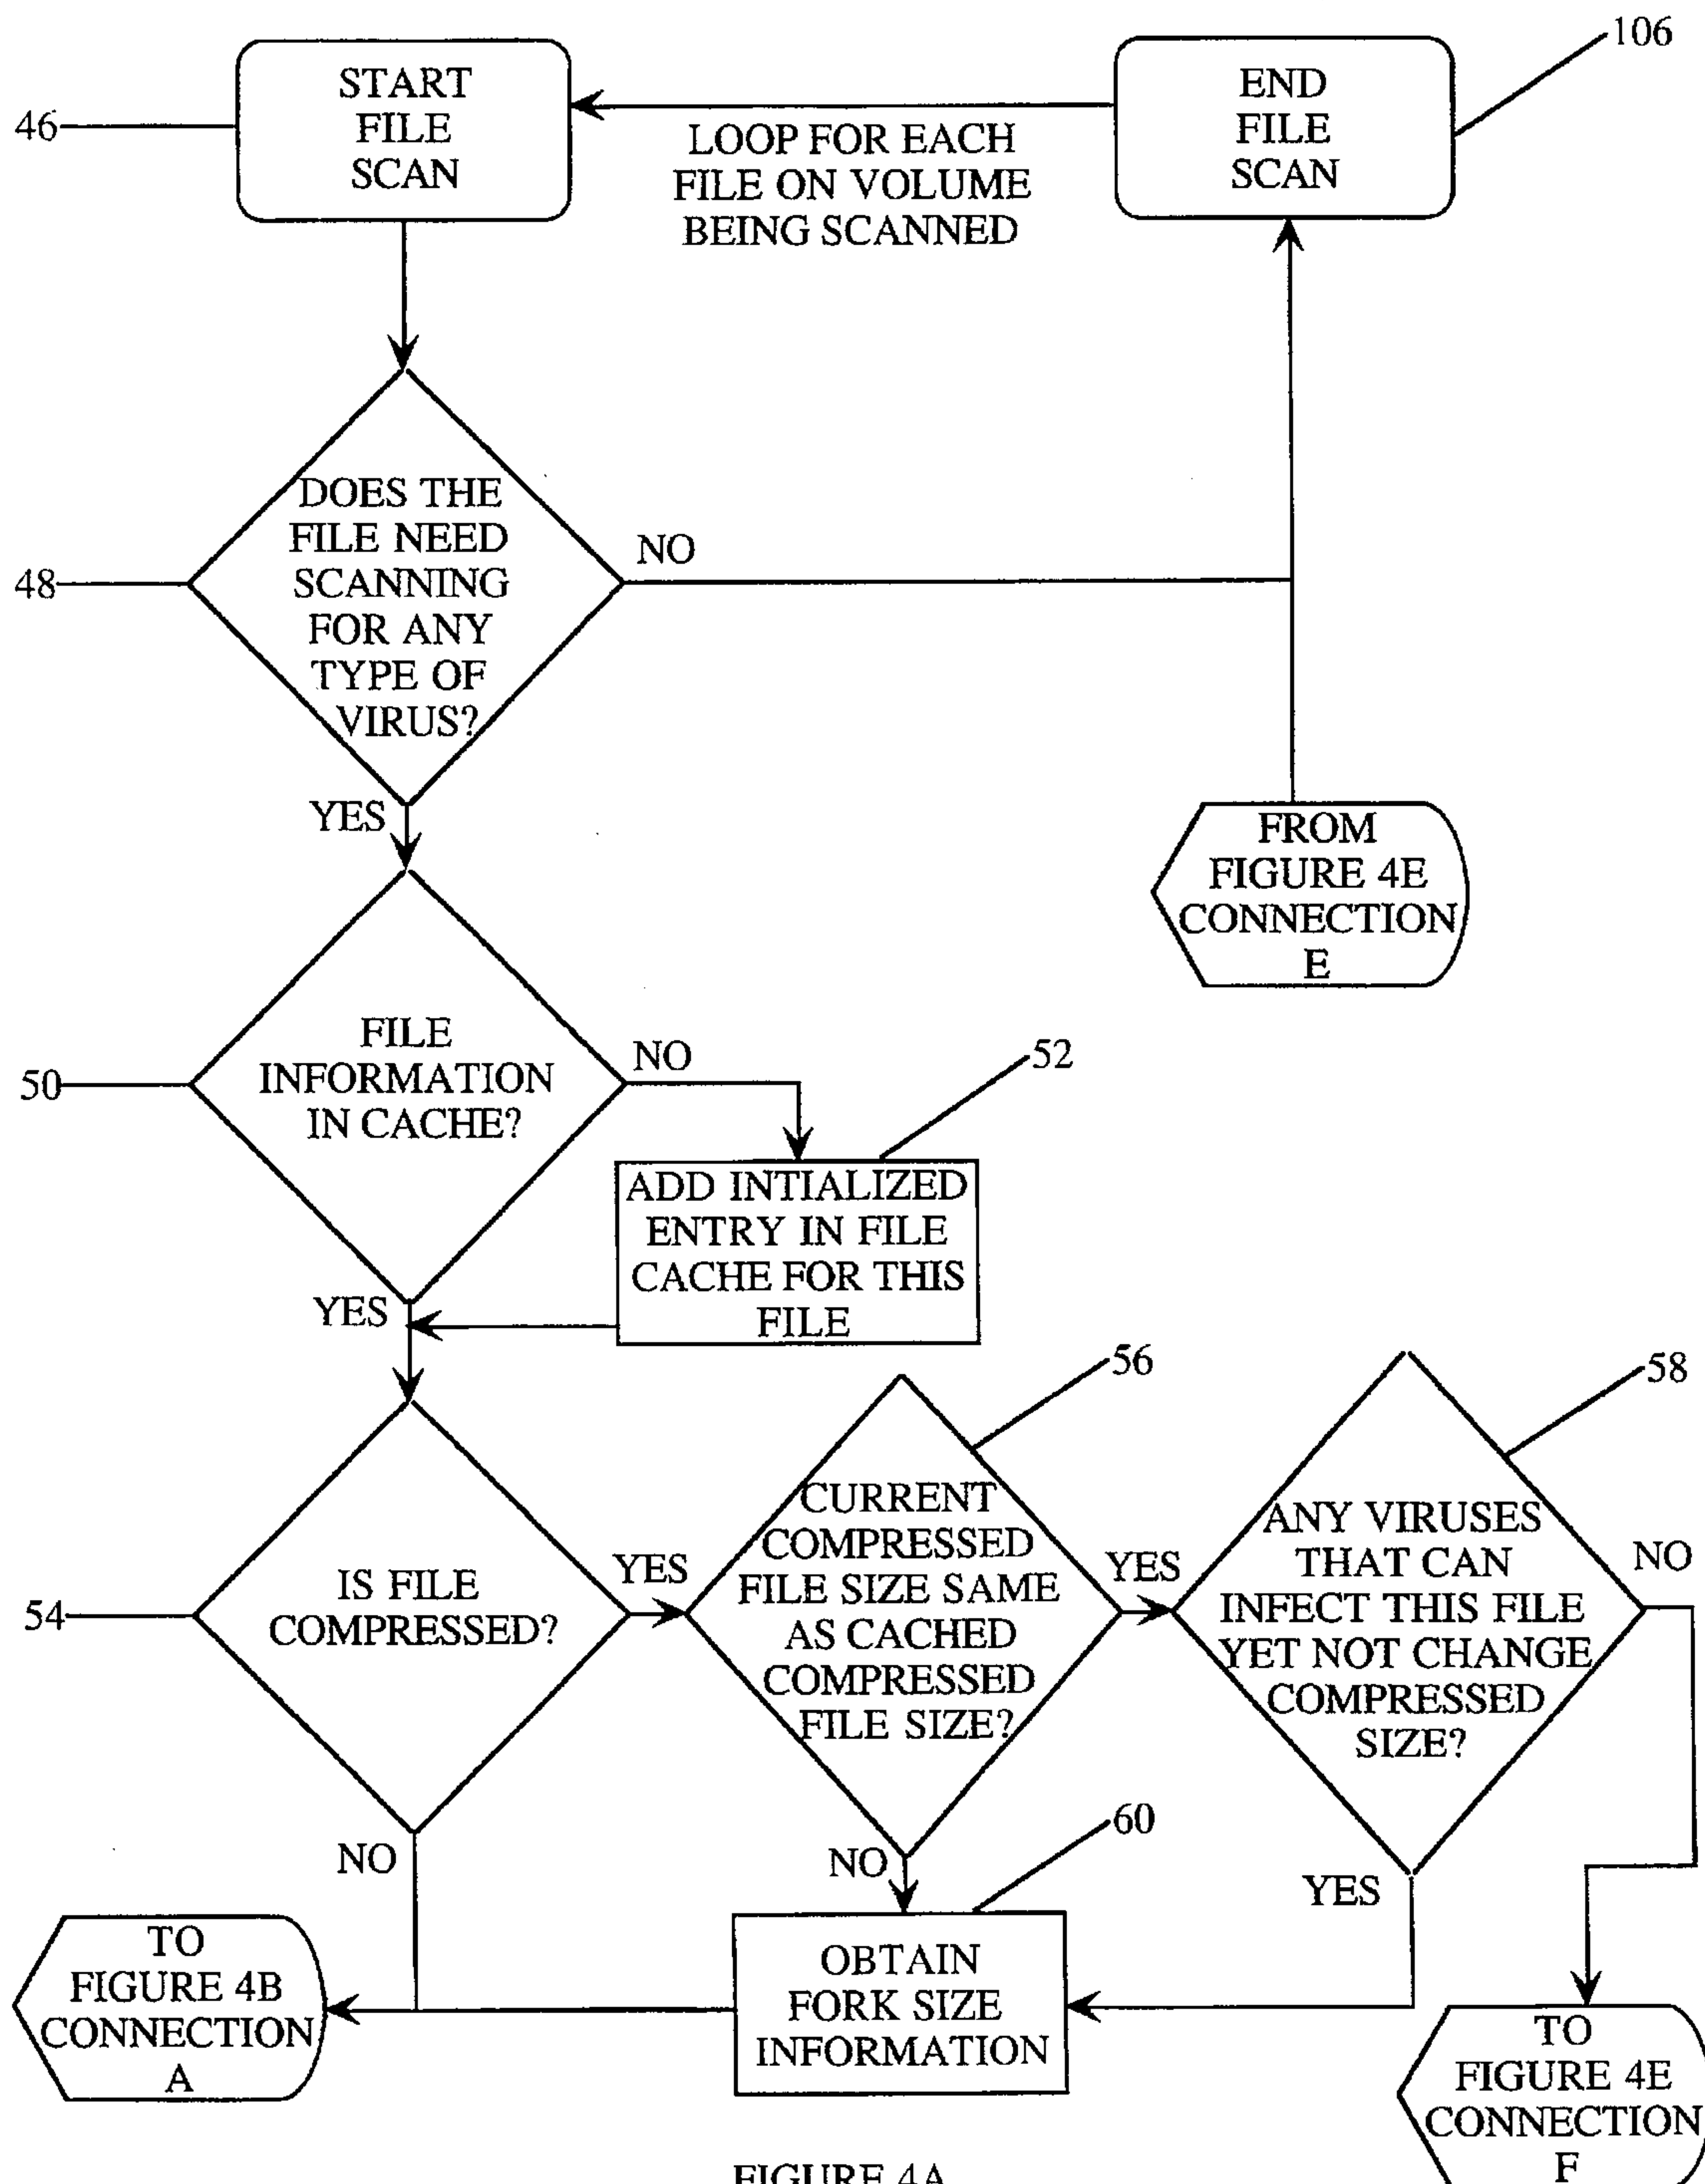 START
FILE
SCAN
END
FILE
SCAN
106
46
LOOP FOR EACH
FILE ON VOLUME
BEING SCANNED
DOES THE
FILE NEED
SCANNING
FOR ANY
TYPE OF
VIRUS?
NO
48
YES
FROM
FIGURE 4E
CONNECTION
E
FILE
INFORMATION
IN CACHE?
NO
50
52
ADD INTIALIZED
ENTRY IN FILE
CACHE FOR THIS
FILE
YES
56
58
IS FILE
COMPRESSED?
54
YES
CURRENT
COMPRESSED
FILE SIZE SAME
AS CACHED
COMPRESSED
FILE SIZE?
YES
ANY VIRUSES
THAT CAN
INFECT THIS FILE
YET NOT CHANGE
COMPRESSED
SIZE?
NO
NO
NO
60
YES
TO
FIGURE 4B
CONNECTION
A
OBTAIN
FORK SIZE
INFORMATION
TO
FIGURE 4E
CONNECTION
F
FIGURE 4A